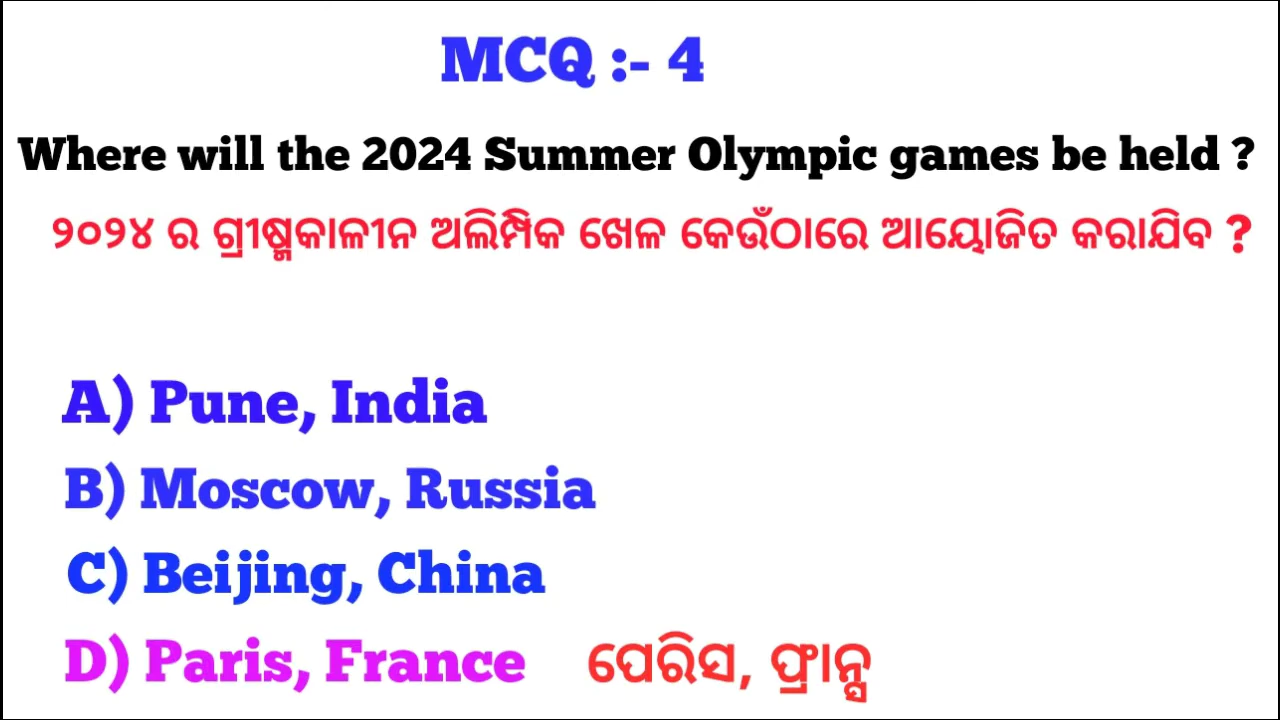 MCQ :- 4
Where will the 2024 Summer Olympic games be held ?
୨୦୨୪ ର ଗ୍ରୀଷ୍ମକାଳୀନ ଅଲିମ୍ପିକ ଖେଳ କେଉଁଠାରେ ଆୟୋଜିତ କରାଯିବ ?
A) Pune, India
B) Moscow, Russia
C) Beijing, China
D) Paris, France ପେରିସ, ଫ୍ରାନ୍ସ